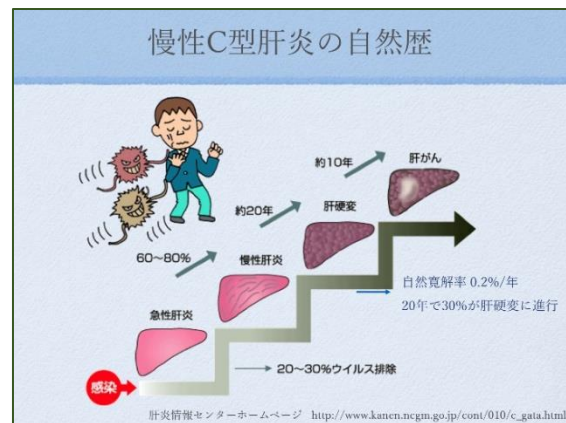 慢性C型肝炎の自然歴
約10年
肝がん
約20年
肝硬変
60〜80%
慢性肝炎
自然寛解率 0.2%/年
20年で30%が肝硬変に進行
急性肝炎
20〜30%ウイルス排除
感染
肝炎情報センターホームページ http://www.kanen.ncgm.go.jp/cont/010/c_gata.html